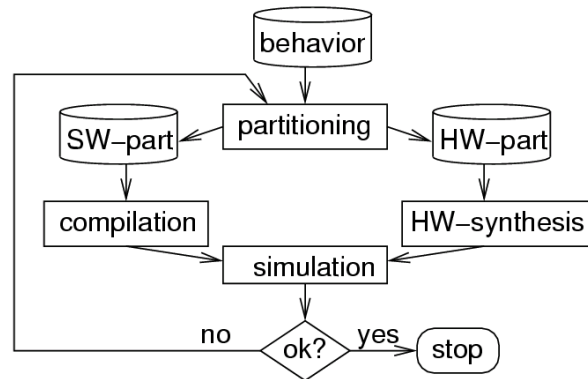 behavior
partitioning
SW–part
HW–part
compilation
HW–synthesis
simulation
no
ok?
yes
stop